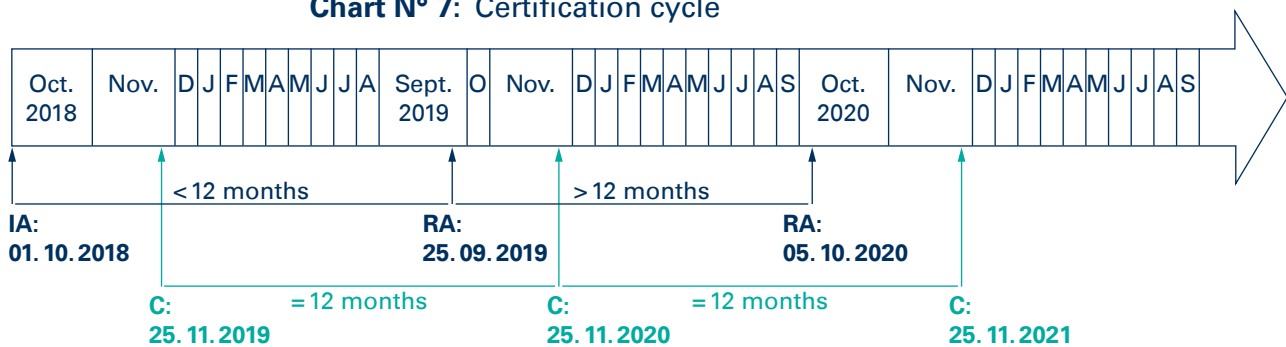 Chart N° 7: Certification cycle
Oct. 2018 Nov. D J F M A M J J A Sept. 2019 O Nov. D J F M A M J J A S Oct. 2020 Nov. D J F M A M J J A S
< 12 months > 12 months
IA: RA: RA:
01. 10. 2018 25. 09. 2019 05. 10. 2020
= 12 months = 12 months
C: C: C:
25. 11. 2019 25. 11. 2020 25. 11. 2021